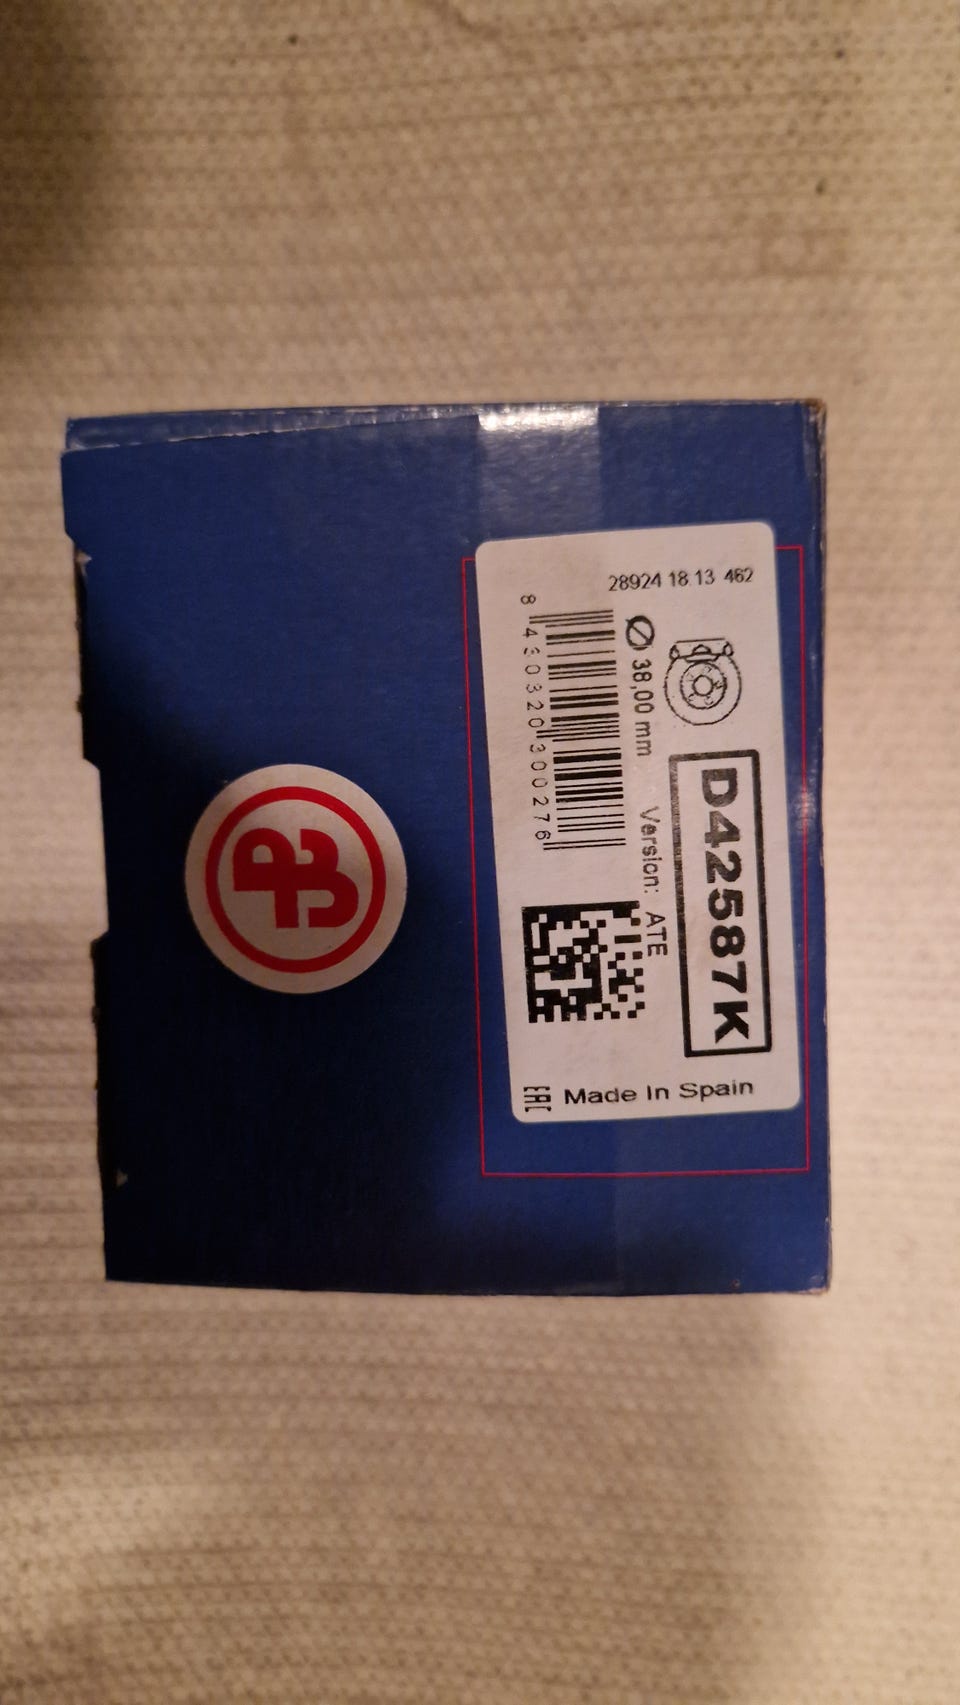 28924 18.13 462
D42587K
Ø 38,00 mm
Version: ATE
8 430320 300276
EAC Made In Spain